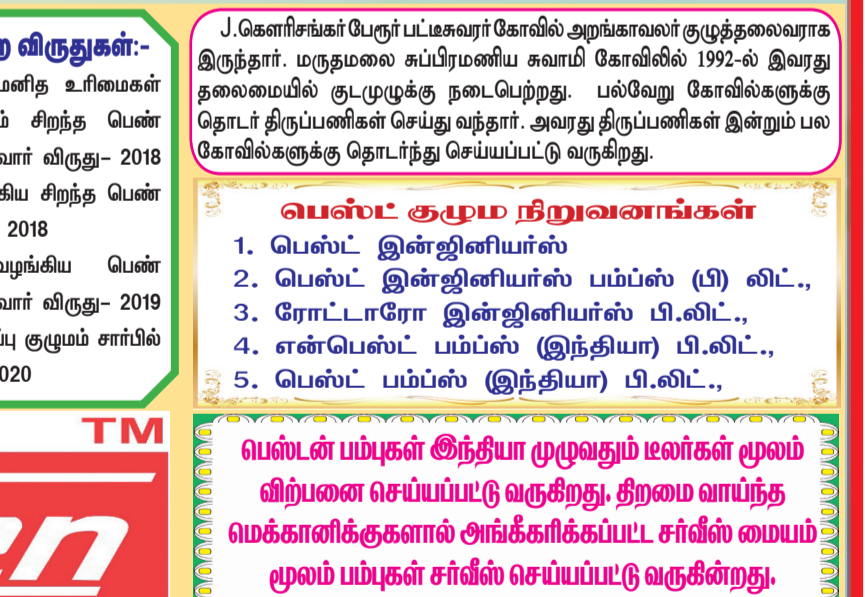 ற விருதுகள்:-
மனித உரிமைகள்
சிறந்த பெண்
விருது- 2018
சிறந்த பெண்
2018
வழங்கிய பெண்
விருது- 2019
குழுமம் சார்பில்
J.கௌரிசங்கர் பேரூர் பட்டீசுவரர் கோவில் அறங்காவலர் குழுத்தலைவராக
இருந்தார். மருதமலை சுப்பிரமணிய சுவாமி கோவிலில் 1992-ல் இவரது
தலைமையில் குடமுழுக்கு நடைபெற்றது. பல்வேறு கோவில்களுக்கு
தொடர் திருப்பணிகள் செய்து வந்தார். அவரது திருப்பணிகள் இன்றும் பல
கோவில்களுக்கு தொடர்ந்து செய்யப்பட்டு வருகிறது.
பெஸ்ட் குழும நிறுவனங்கள்
1. பெஸ்ட் இன்ஜினியர்ஸ்
2. பெஸ்ட் இன்ஜினியர்ஸ் பம்ப்ஸ் (பி) லிட்.,
3. ரோட்டாரோ இன்ஜினியர்ஸ் பி.லிட்.,
4. என்பெஸ்ட் பம்ப்ஸ் (இந்தியா) பி.லிட்.,
5. பெஸ்ட் பம்ப்ஸ் (இந்தியா) பி.லிட்.,
TM
en
பெஸ்டன் பம்புகள் இந்தியா முழுவதும் டீலர்கள் மூலம்
விற்பனை செய்யப்பட்டு வருகிறது. திறமை வாய்ந்த
மெக்கானிக்குகளால் அங்கீகரிக்கப்பட்ட சர்வீஸ் மையம்
மூலம் பம்புகள் சர்வீஸ் செய்யப்பட்டு வருகின்றது.